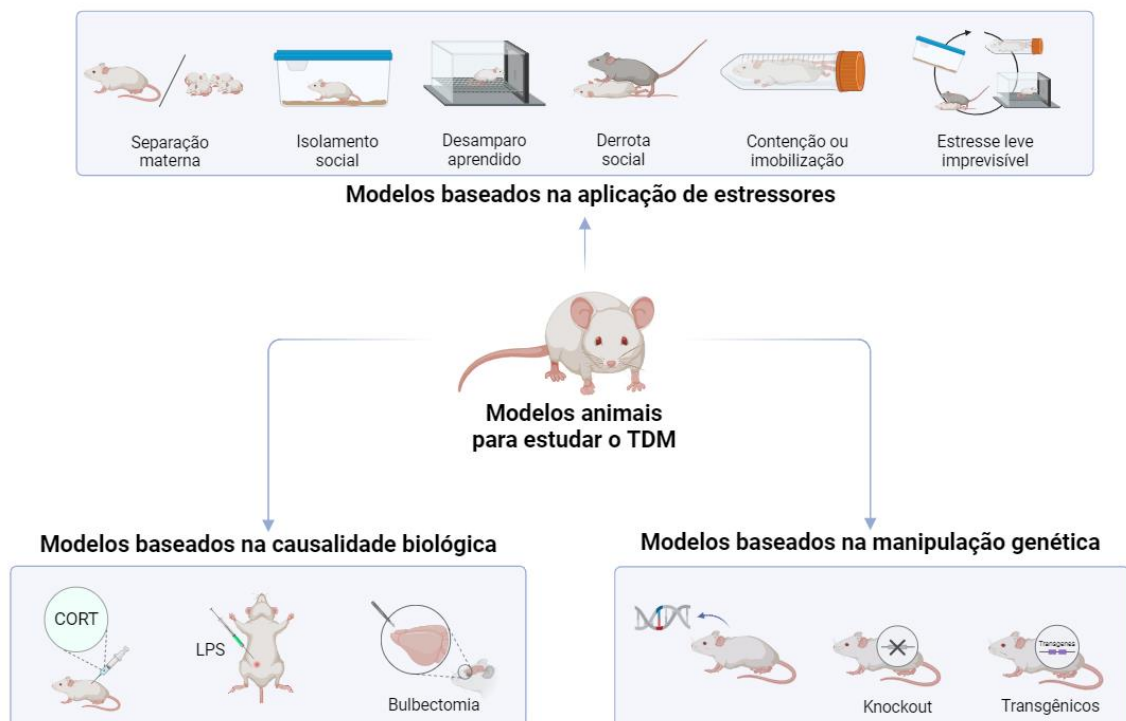 Separação
materna
Isolamento
social
Desamparo
aprendido
Derrota
social
Contenção ou
imobilização
Estresse leve
imprevisível
Modelos baseados na aplicação de estressores
Modelos animais
para estudar o TDM
Modelos baseados na causalidade biológica
CORT
LPS
Bulbectomia
Modelos baseados na manipulação genética
Knockout
Transgenes
Transgênicos